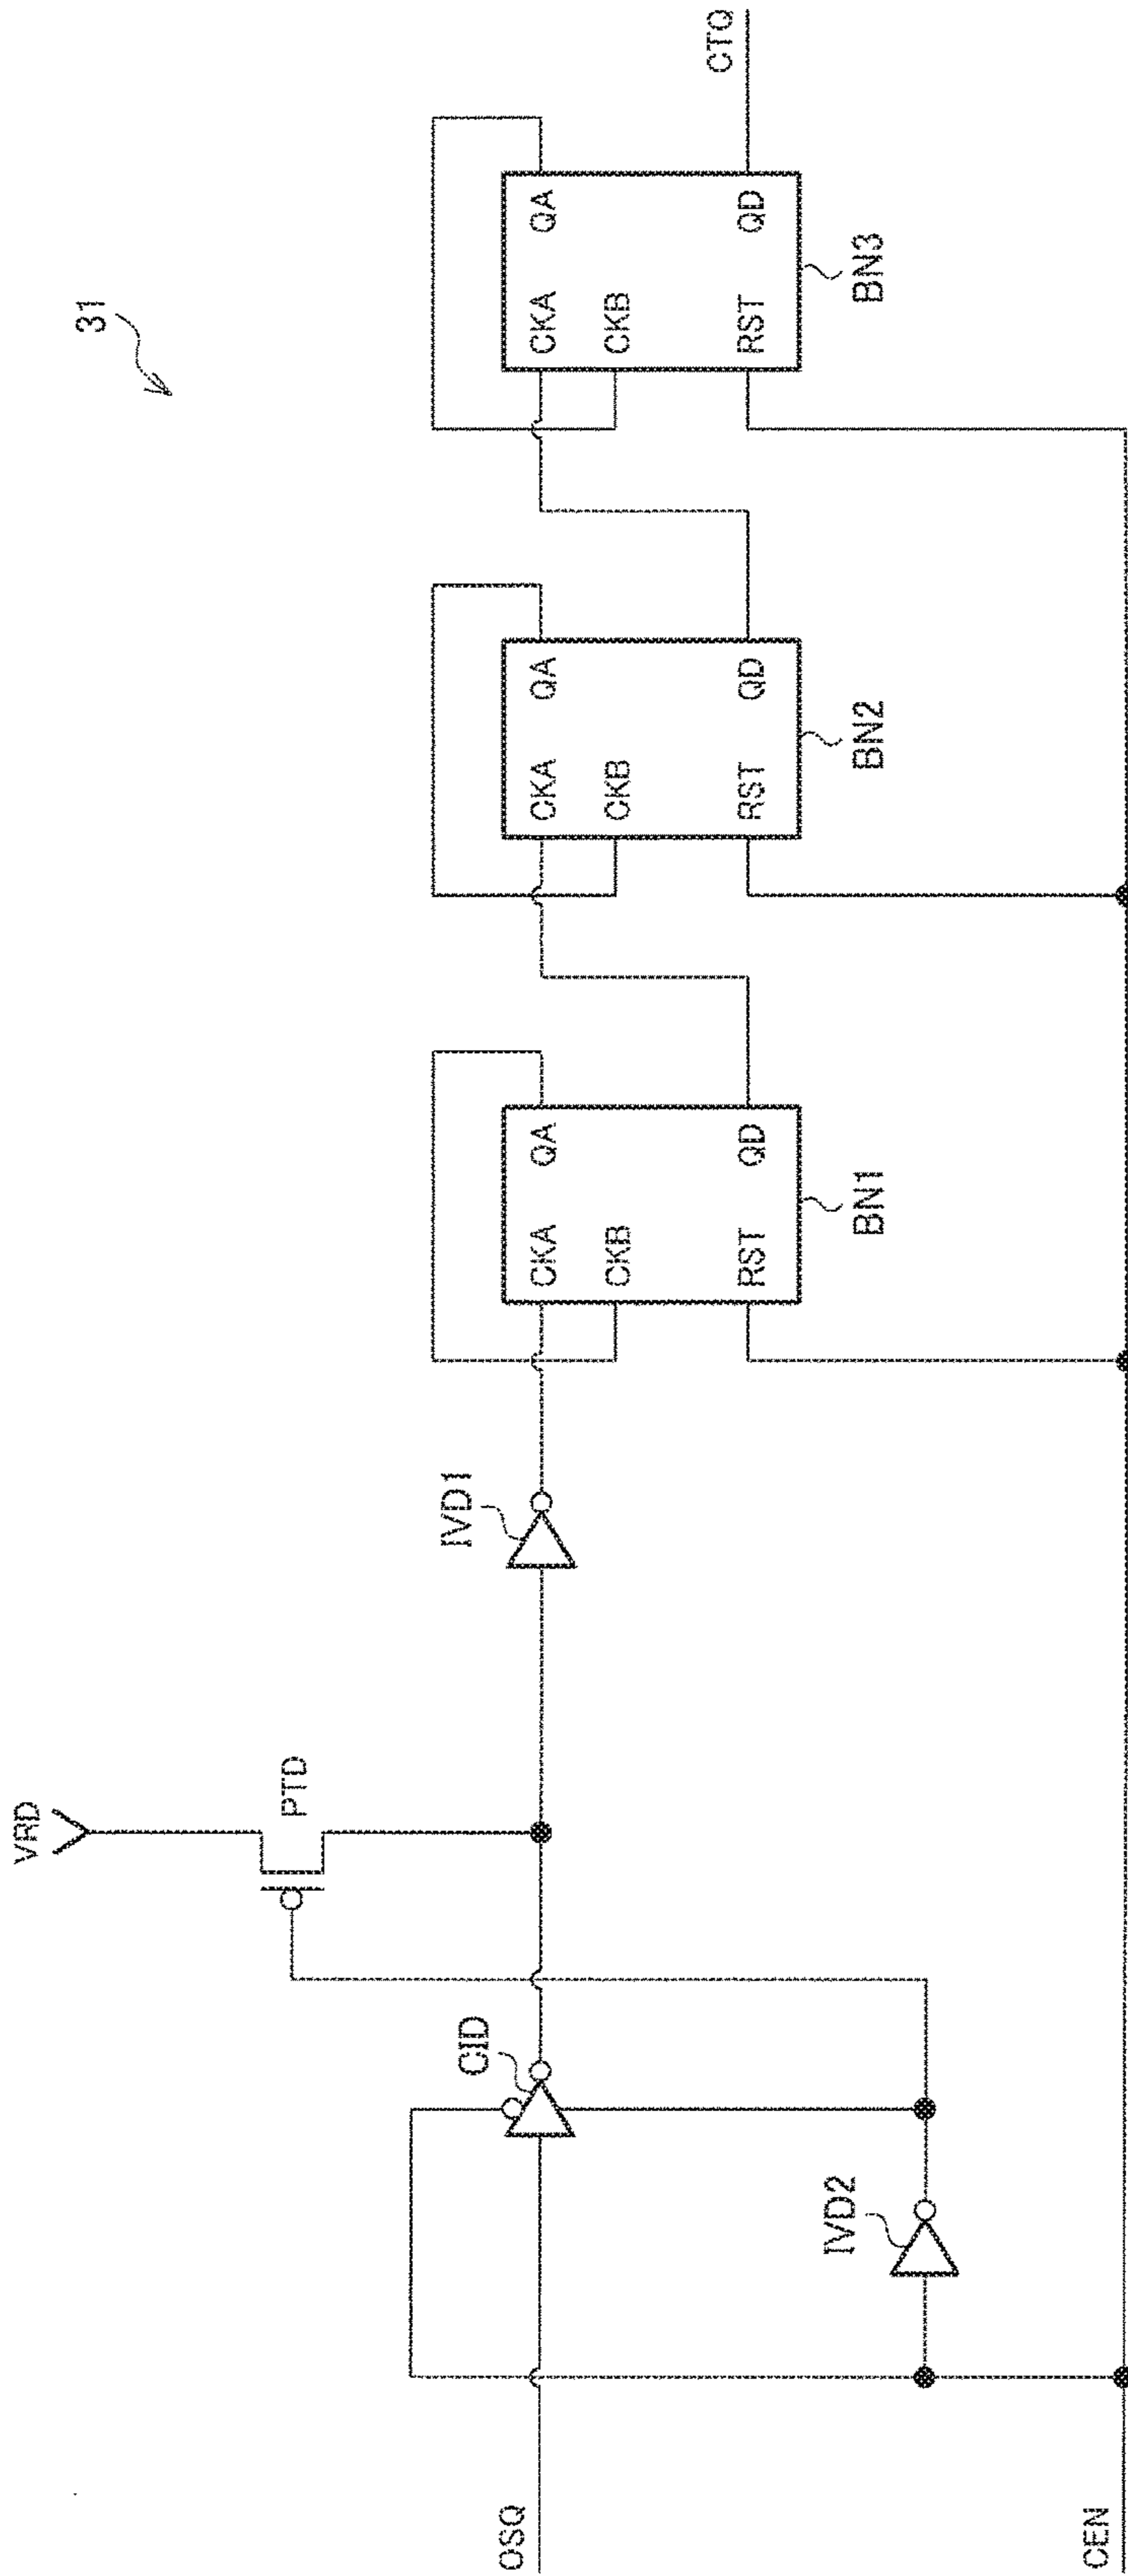 31
VRD
PTD
CID
IVD1
OSQ
IVD2
CEN
CKA QA
CKB
RST QD
BN1
CKA QA
CKB
RST QD
BN2
CKA QA
CKB
RST QD
BN3
CTQ